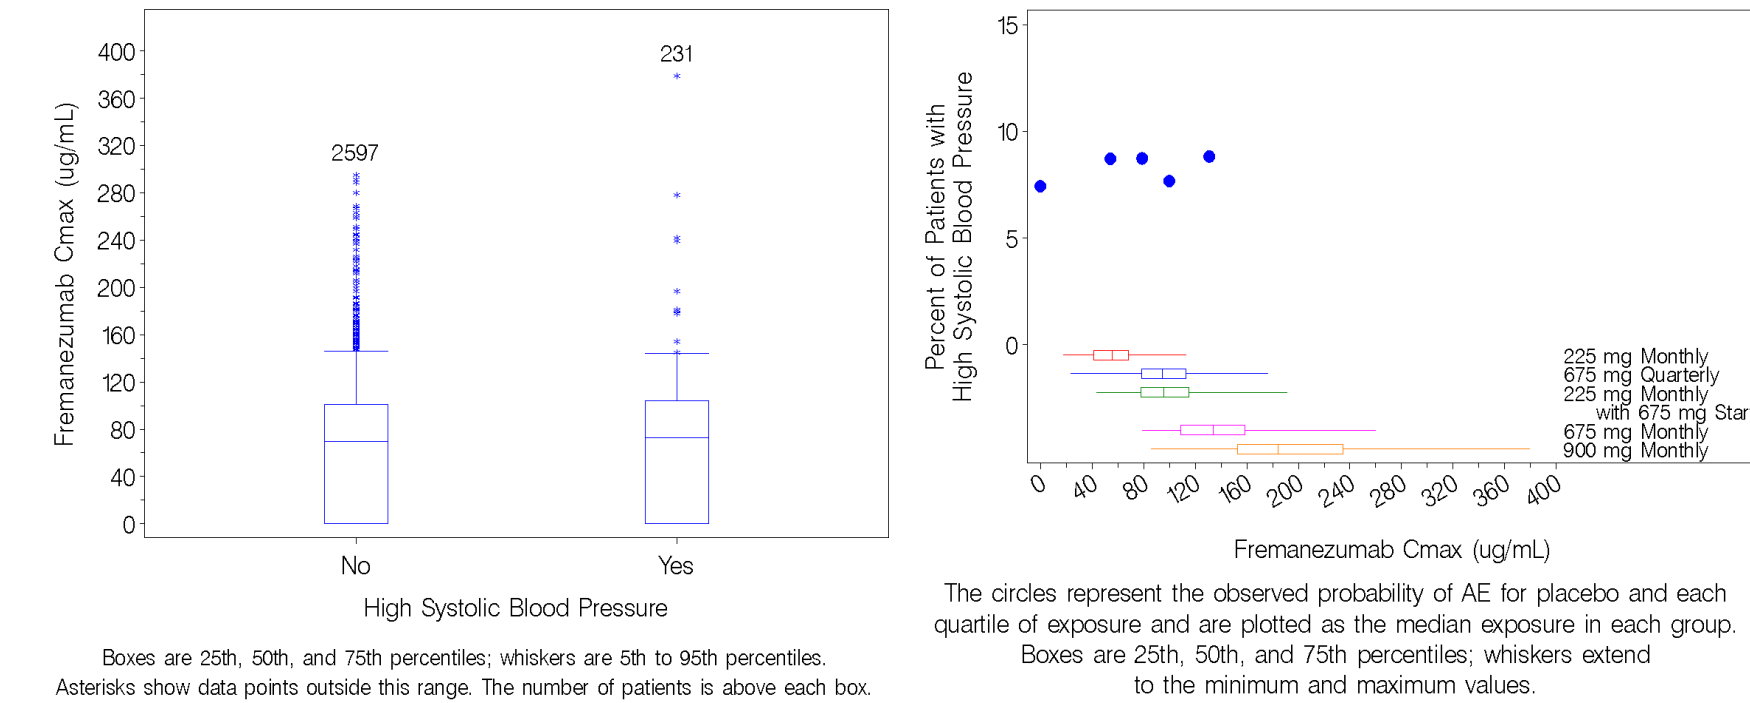 400
360
320
280
240
200
160
120
80
40
0
Fremanezumab Cmax (ug/mL)
2597
231
No
Yes
High Systolic Blood Pressure
Boxes are 25th, 50th, and 75th percentiles; whiskers are 5th to 95th percentiles.
Asterisks show data points outside this range. The number of patients is above each box.
15
10
5
0
Percent of Patients with
High Systolic Blood Pressure
225 mg Monthly
675 mg Quarterly
225 mg Monthly
with 675 mg Star
675 mg Monthly
900 mg Monthly
0 40 80 120 160 200 240 280 320 360 400
Fremanezumab Cmax (ug/mL)
The circles represent the observed probability of AE for placebo and each
quartile of exposure and are plotted as the median exposure in each group.
Boxes are 25th, 50th, and 75th percentiles; whiskers extend
to the minimum and maximum values.